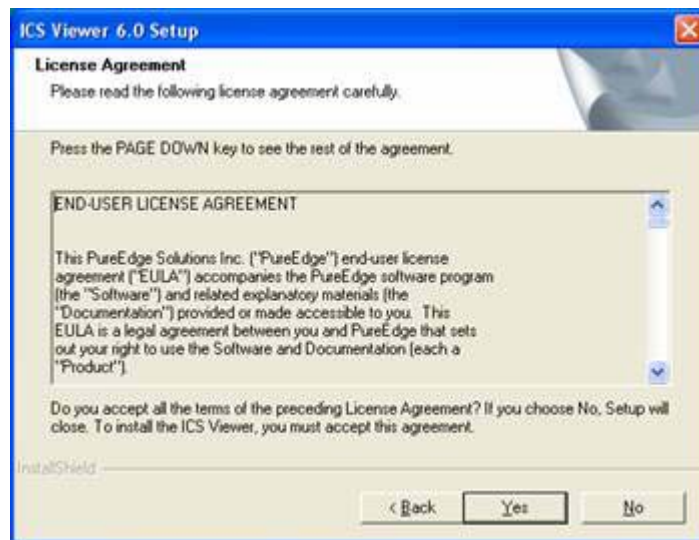 ICS Viewer 6.0 Setup
License Agreement
Please read the following license agreement carefully.
Press the PAGE DOWN key to see the rest of the agreement.
END-USER LICENSE AGREEMENT
This PureEdge Solutions Inc. ("PureEdge") end-user license
agreement ("EULA") accompanies the PureEdge software program
(the "Software") and related explanatory materials (the
"Documentation") provided or made accessible to you. This
EULA is a legal agreement between you and PureEdge that sets
out your right to use the Software and Documentation (each a
"Product").
Do you accept all the terms of the preceding License Agreement? If you choose No, Setup will
close. To install the ICS Viewer, you must accept this agreement.
InstallShield
< Back
Yes
No